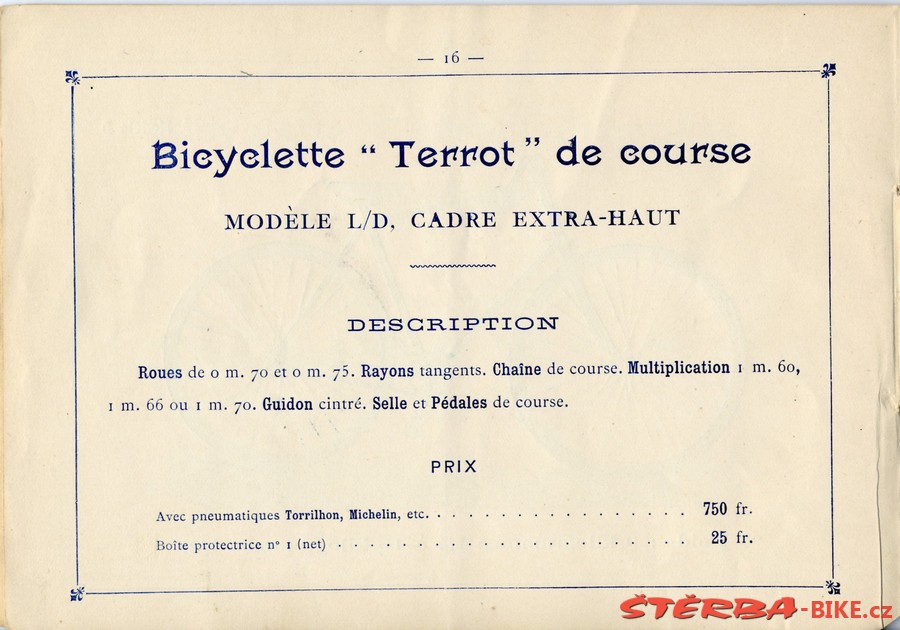 — 16 —
Bicyclette “ Terrot ” de course
MODÈLE L/D, CADRE EXTRA-HAUT
DESCRIPTION
Roues de 0 m. 70 et 0 m. 75. Rayons tangents. Chaîne de course. Multiplication 1 m. 60,
1 m. 66 ou 1 m. 70. Guidon cintré. Selle et Pédales de course.
PRIX
Avec pneumatiques Torrilhon, Michelin, etc. . . . . . . . . . . . . . . . . . . 750 fr.
Boîte protectrice n° 1 (net) . . . . . . . . . . . . . . . . . . . . . . . 25 fr.
ŠTĚRBA-BIKE.cz